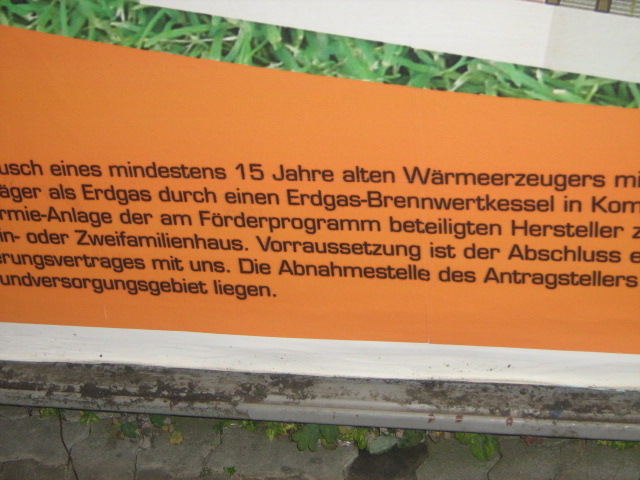 usch eines mindestens 15 Jahre alten Wärmeerzeugers mi
äger als Erdgas durch einen Erdgas-Brennwertkessel in Kom
rmie-Anlage der am Förderprogramm beteiligten Hersteller z
in- oder Zweifamilienhaus. Vorraussetzung ist der Abschluss e
erungsvertrages mit uns. Die Abnahmestelle des Antragstellers
undversorgungsgebiet liegen.